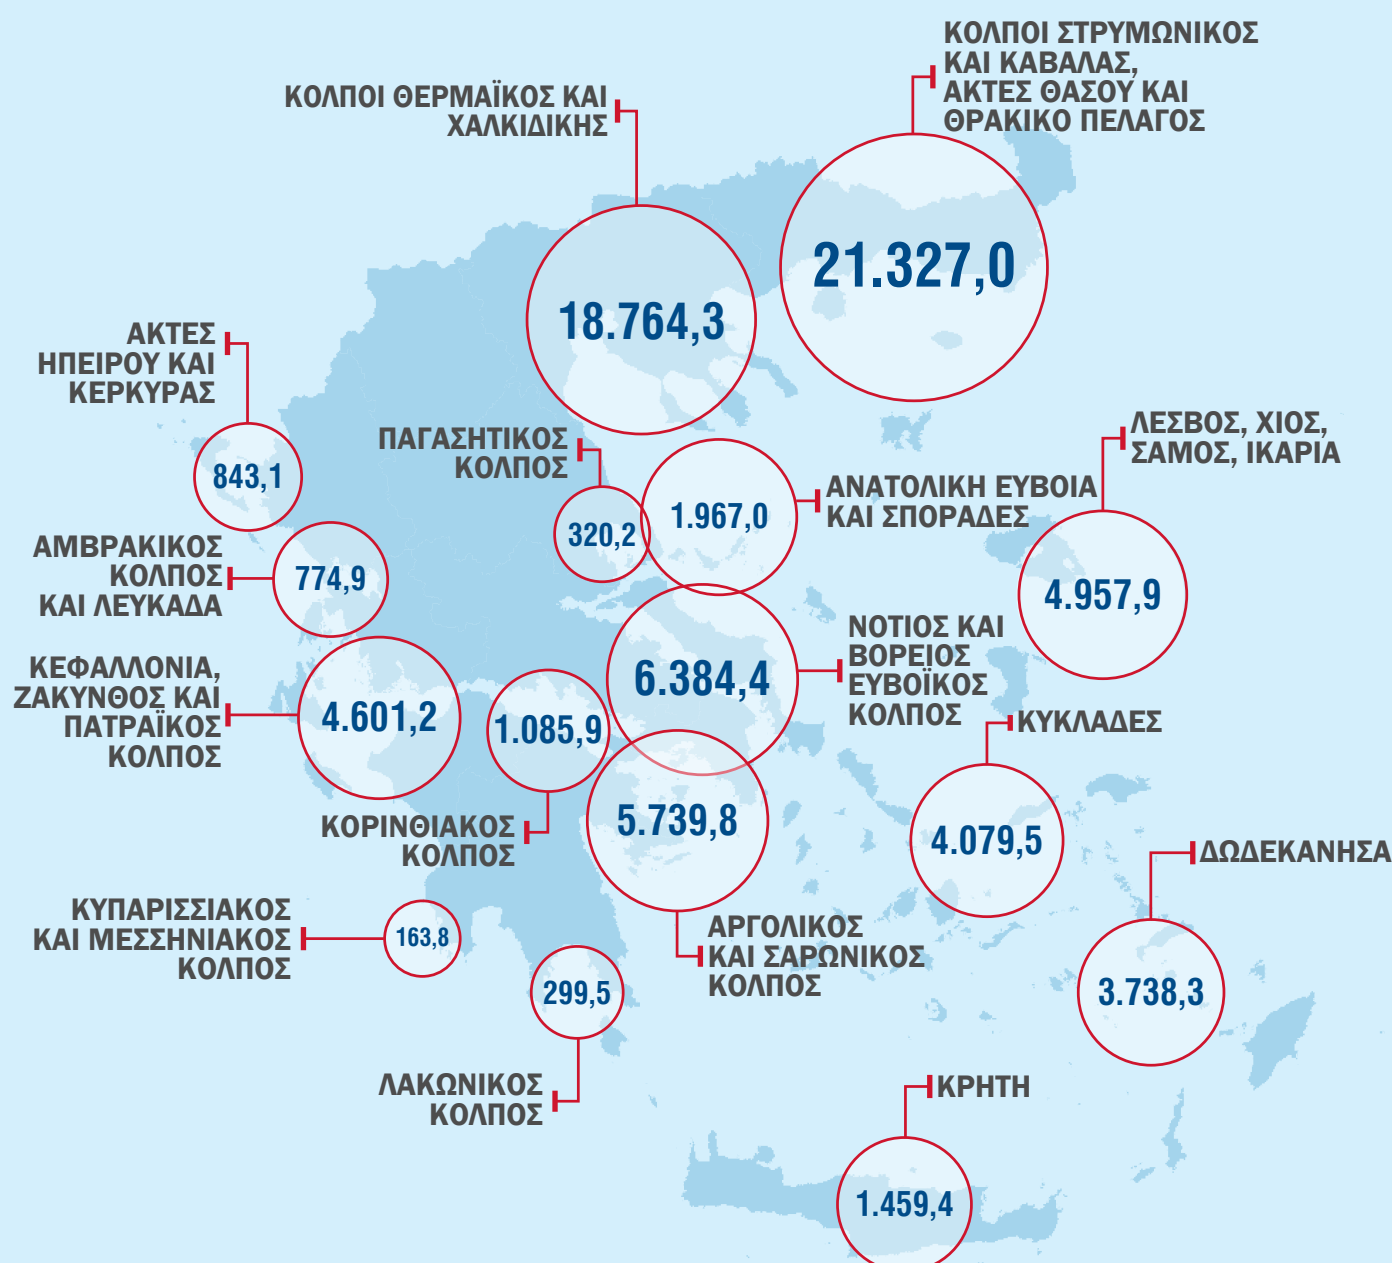 ΚΟΛΠΟΙ ΣΤΡΥΜΩΝΙΚΟΣ
ΚΑΙ ΚΑΒΑΛΑΣ,
ΑΚΤΕΣ ΘΑΣΟΥ ΚΑΙ
ΘΡΑΚΙΚΟ ΠΕΛΑΓΟΣ
21.327,0
ΚΟΛΠΟΙ ΘΕΡΜΑΪΚΟΣ ΚΑΙ
ΧΑΛΚΙΔΙΚΗΣ
18.764,3
ΑΚΤΕΣ
ΗΠΕΙΡΟΥ ΚΑΙ
ΚΕΡΚΥΡΑΣ
843,1
ΠΑΓΑΣΗΤΙΚΟΣ
ΚΟΛΠΟΣ
320,2
1.967,0
ΑΝΑΤΟΛΙΚΗ ΕΥΒΟΙΑ
ΚΑΙ ΣΠΟΡΑΔΕΣ
ΛΕΣΒΟΣ, ΧΙΟΣ,
ΣΑΜΟΣ, ΙΚΑΡΙΑ
4.957,9
ΑΜΒΡΑΚΙΚΟΣ
ΚΟΛΠΟΣ
ΚΑΙ ΛΕΥΚΑΔΑ
774,9
ΝΟΤΙΟΣ ΚΑΙ
ΒΟΡΕΙΟΣ
ΕΥΒΟΪΚΟΣ
ΚΟΛΠΟΣ
6.384,4
ΚΕΦΑΛΛΟΝΙΑ,
ΖΑΚΥΝΘΟΣ ΚΑΙ
ΠΑΤΡΑΪΚΟΣ
ΚΟΛΠΟΣ
4.601,2
1.085,9
ΚΟΡΙΝΘΙΑΚΟΣ
ΚΟΛΠΟΣ
5.739,8
ΑΡΓΟΛΙΚΟΣ
ΚΑΙ ΣΑΡΩΝΙΚΟΣ
ΚΟΛΠΟΣ
ΚΥΚΛΑΔΕΣ
4.079,5
ΔΩΔΕΚΑΝΗΣΑ
3.738,3
ΚΥΠΑΡΙΣΣΙΑΚΟΣ
ΚΑΙ ΜΕΣΣΗΝΙΑΚΟΣ
ΚΟΛΠΟΣ
163,8
299,5
ΛΑΚΩΝΙΚΟΣ
ΚΟΛΠΟΣ
ΚΡΗΤΗ
1.459,4